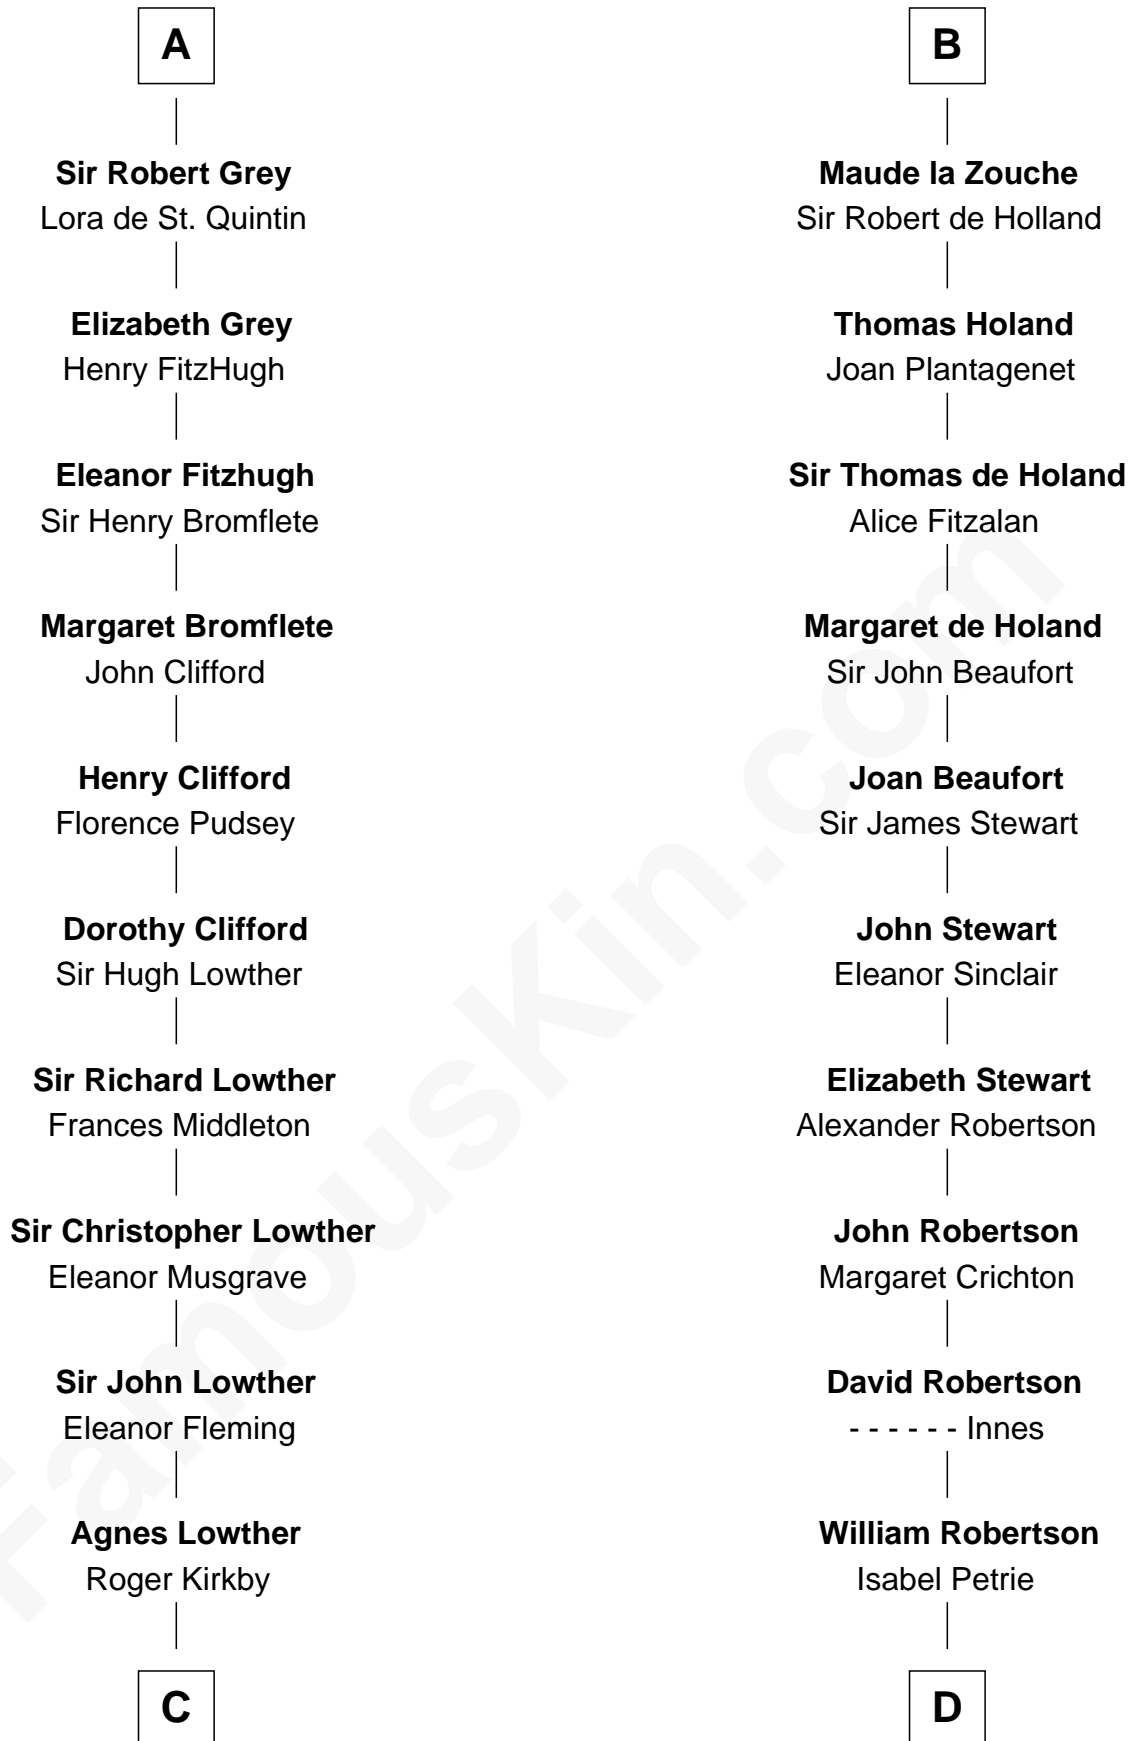 A
Sir Robert Grey
Lora de St. Quintin
Elizabeth Grey
Henry FitzHugh
Eleanor Fitzhugh
Sir Henry Bromflete
Margaret Bromflete
John Clifford
Henry Clifford
Florence Pudsey
Dorothy Clifford
Sir Hugh Lowther
Sir Richard Lowther
Frances Middleton
Sir Christopher Lowther
Eleanor Musgrave
Sir John Lowther
Eleanor Fleming
Agnes Lowther
Roger Kirkby
C
B
Maude la Zouche
Sir Robert de Holland
Thomas Holand
Joan Plantagenet
Sir Thomas de Holand
Alice Fitzalan
Margaret de Holand
Sir John Beaufort
Joan Beaufort
Sir James Stewart
John Stewart
Eleanor Sinclair
Elizabeth Stewart
Alexander Robertson
John Robertson
Margaret Crichton
David Robertson
- - - - - - Innes
William Robertson
Isabel Petrie
D
FamousKin.com